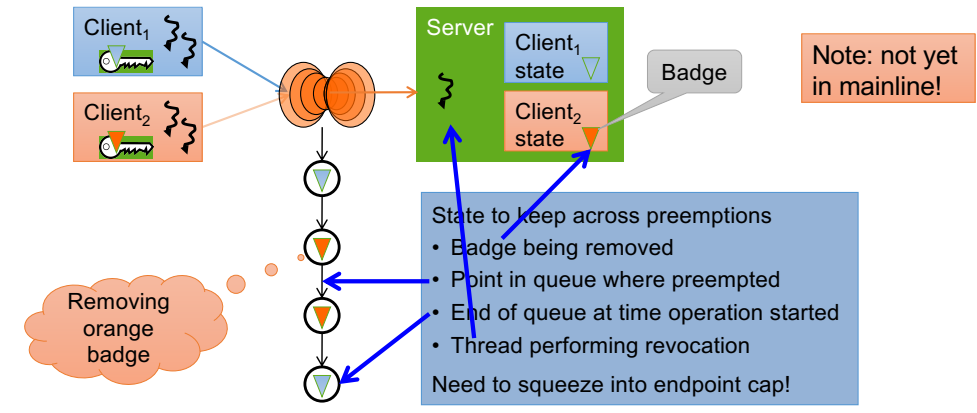 Client1
Client2
Server
Client1
state
Client2
state
Badge
Note: not yet
in mainline!
Removing
orange
badge
State to keep across preemptions
• Badge being removed
• Point in queue where preempted
• End of queue at time operation started
• Thread performing revocation
Need to squeeze into endpoint cap!